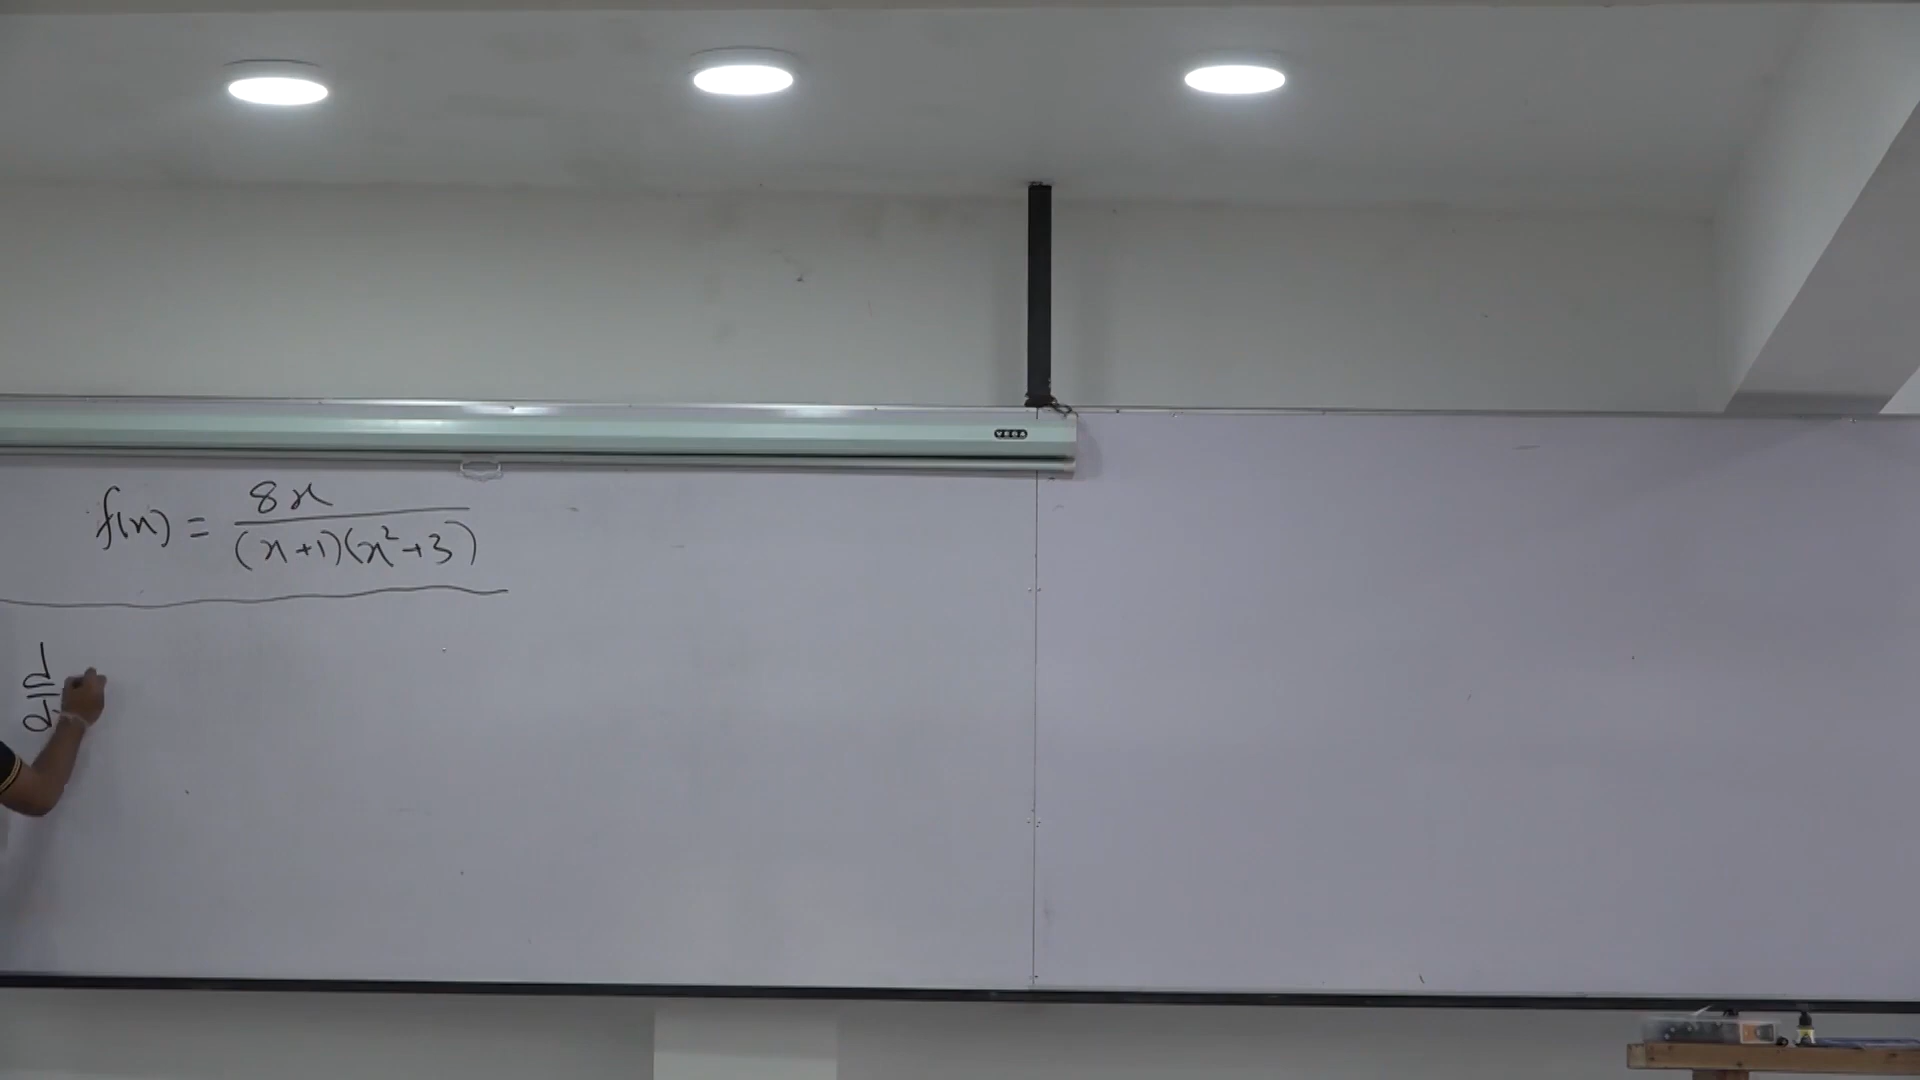 VEGA
f(x) = 8x / (x+1)(x²+3)
d/d